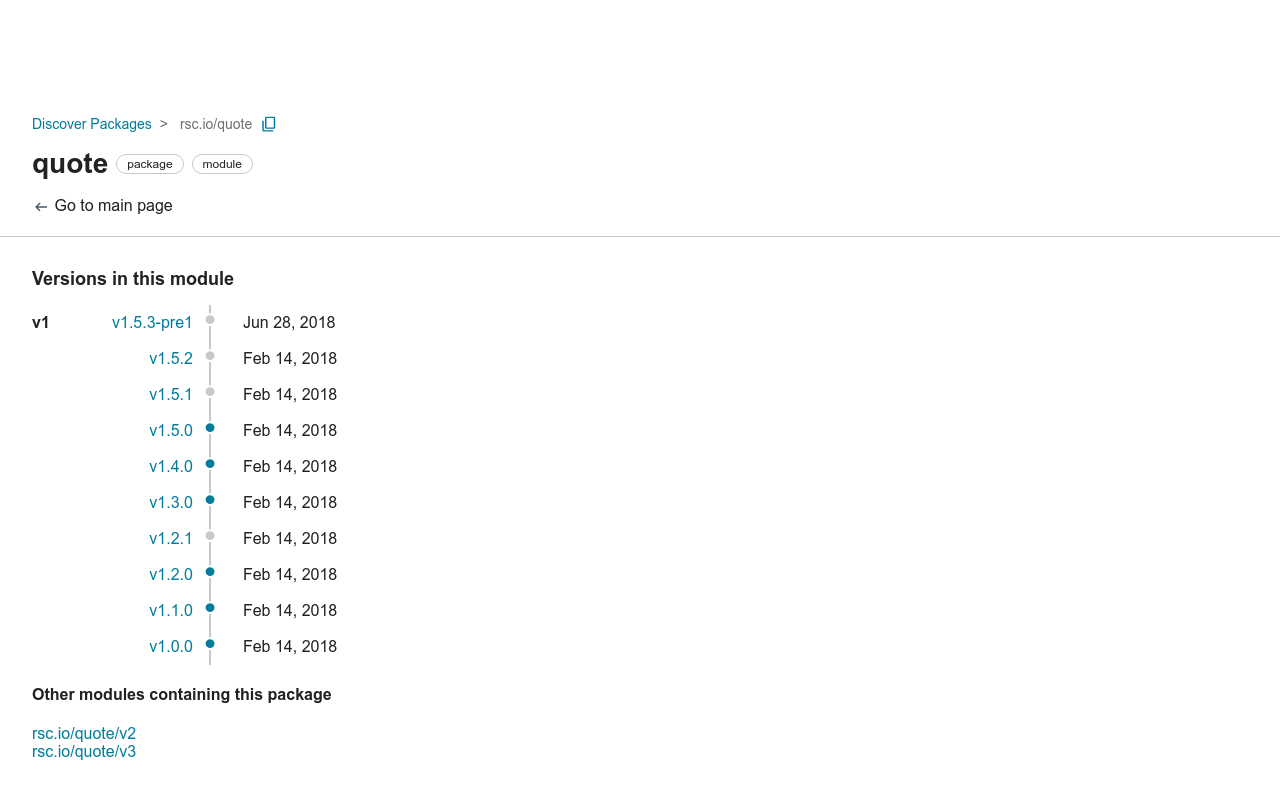 Discover Packages > rsc.io/quote
quote package module
← Go to main page
Versions in this module
v1 v1.5.3-pre1 Jun 28, 2018
v1.5.2 Feb 14, 2018
v1.5.1 Feb 14, 2018
v1.5.0 Feb 14, 2018
v1.4.0 Feb 14, 2018
v1.3.0 Feb 14, 2018
v1.2.1 Feb 14, 2018
v1.2.0 Feb 14, 2018
v1.1.0 Feb 14, 2018
v1.0.0 Feb 14, 2018
Other modules containing this package
rsc.io/quote/v2
rsc.io/quote/v3